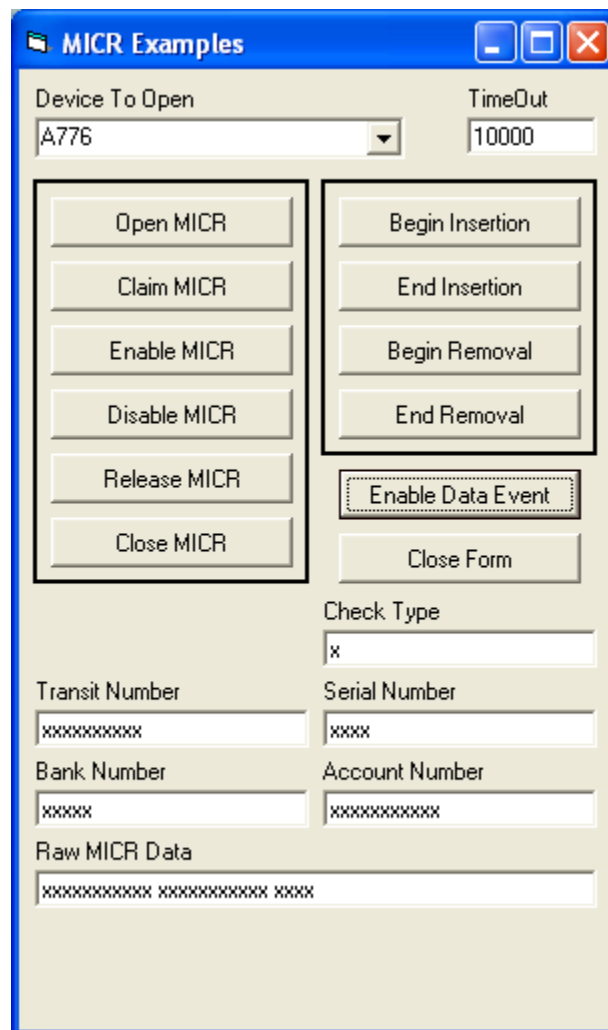 MICR Examples
Device To Open TimeOut
A776 10000
Open MICR Begin Insertion
Claim MICR End Insertion
Enable MICR Begin Removal
Disable MICR End Removal
Release MICR Enable Data Event
Close MICR Close Form
Check Type
x
Transit Number Serial Number
xxxxxxxxxx xxxx
Bank Number Account Number
xxxxx xxxxxxxxxxx
Raw MICR Data
xxxxxxxxxxx xxxxxxxxxxx xxxx